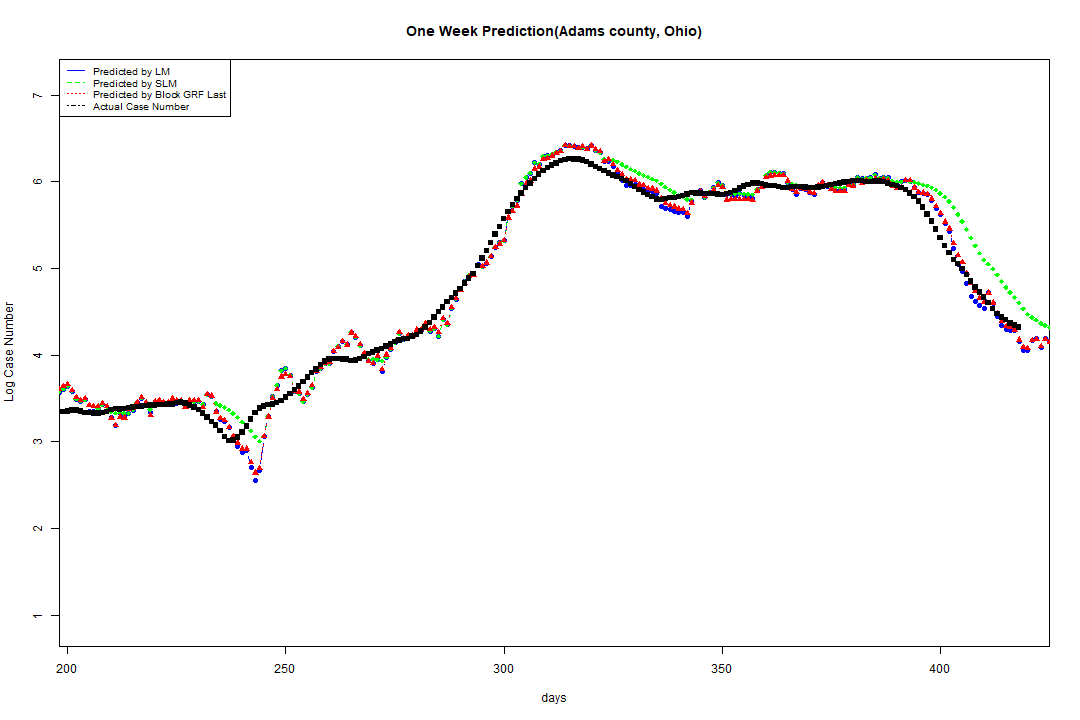 One Week Prediction(Adams county, Ohio)
Predicted by LM
Predicted by SLM
Predicted by Block GRF Last
Actual Case Number
7
6
5
4
3
2
1
Log Case Number
200 250 300 350 400
days